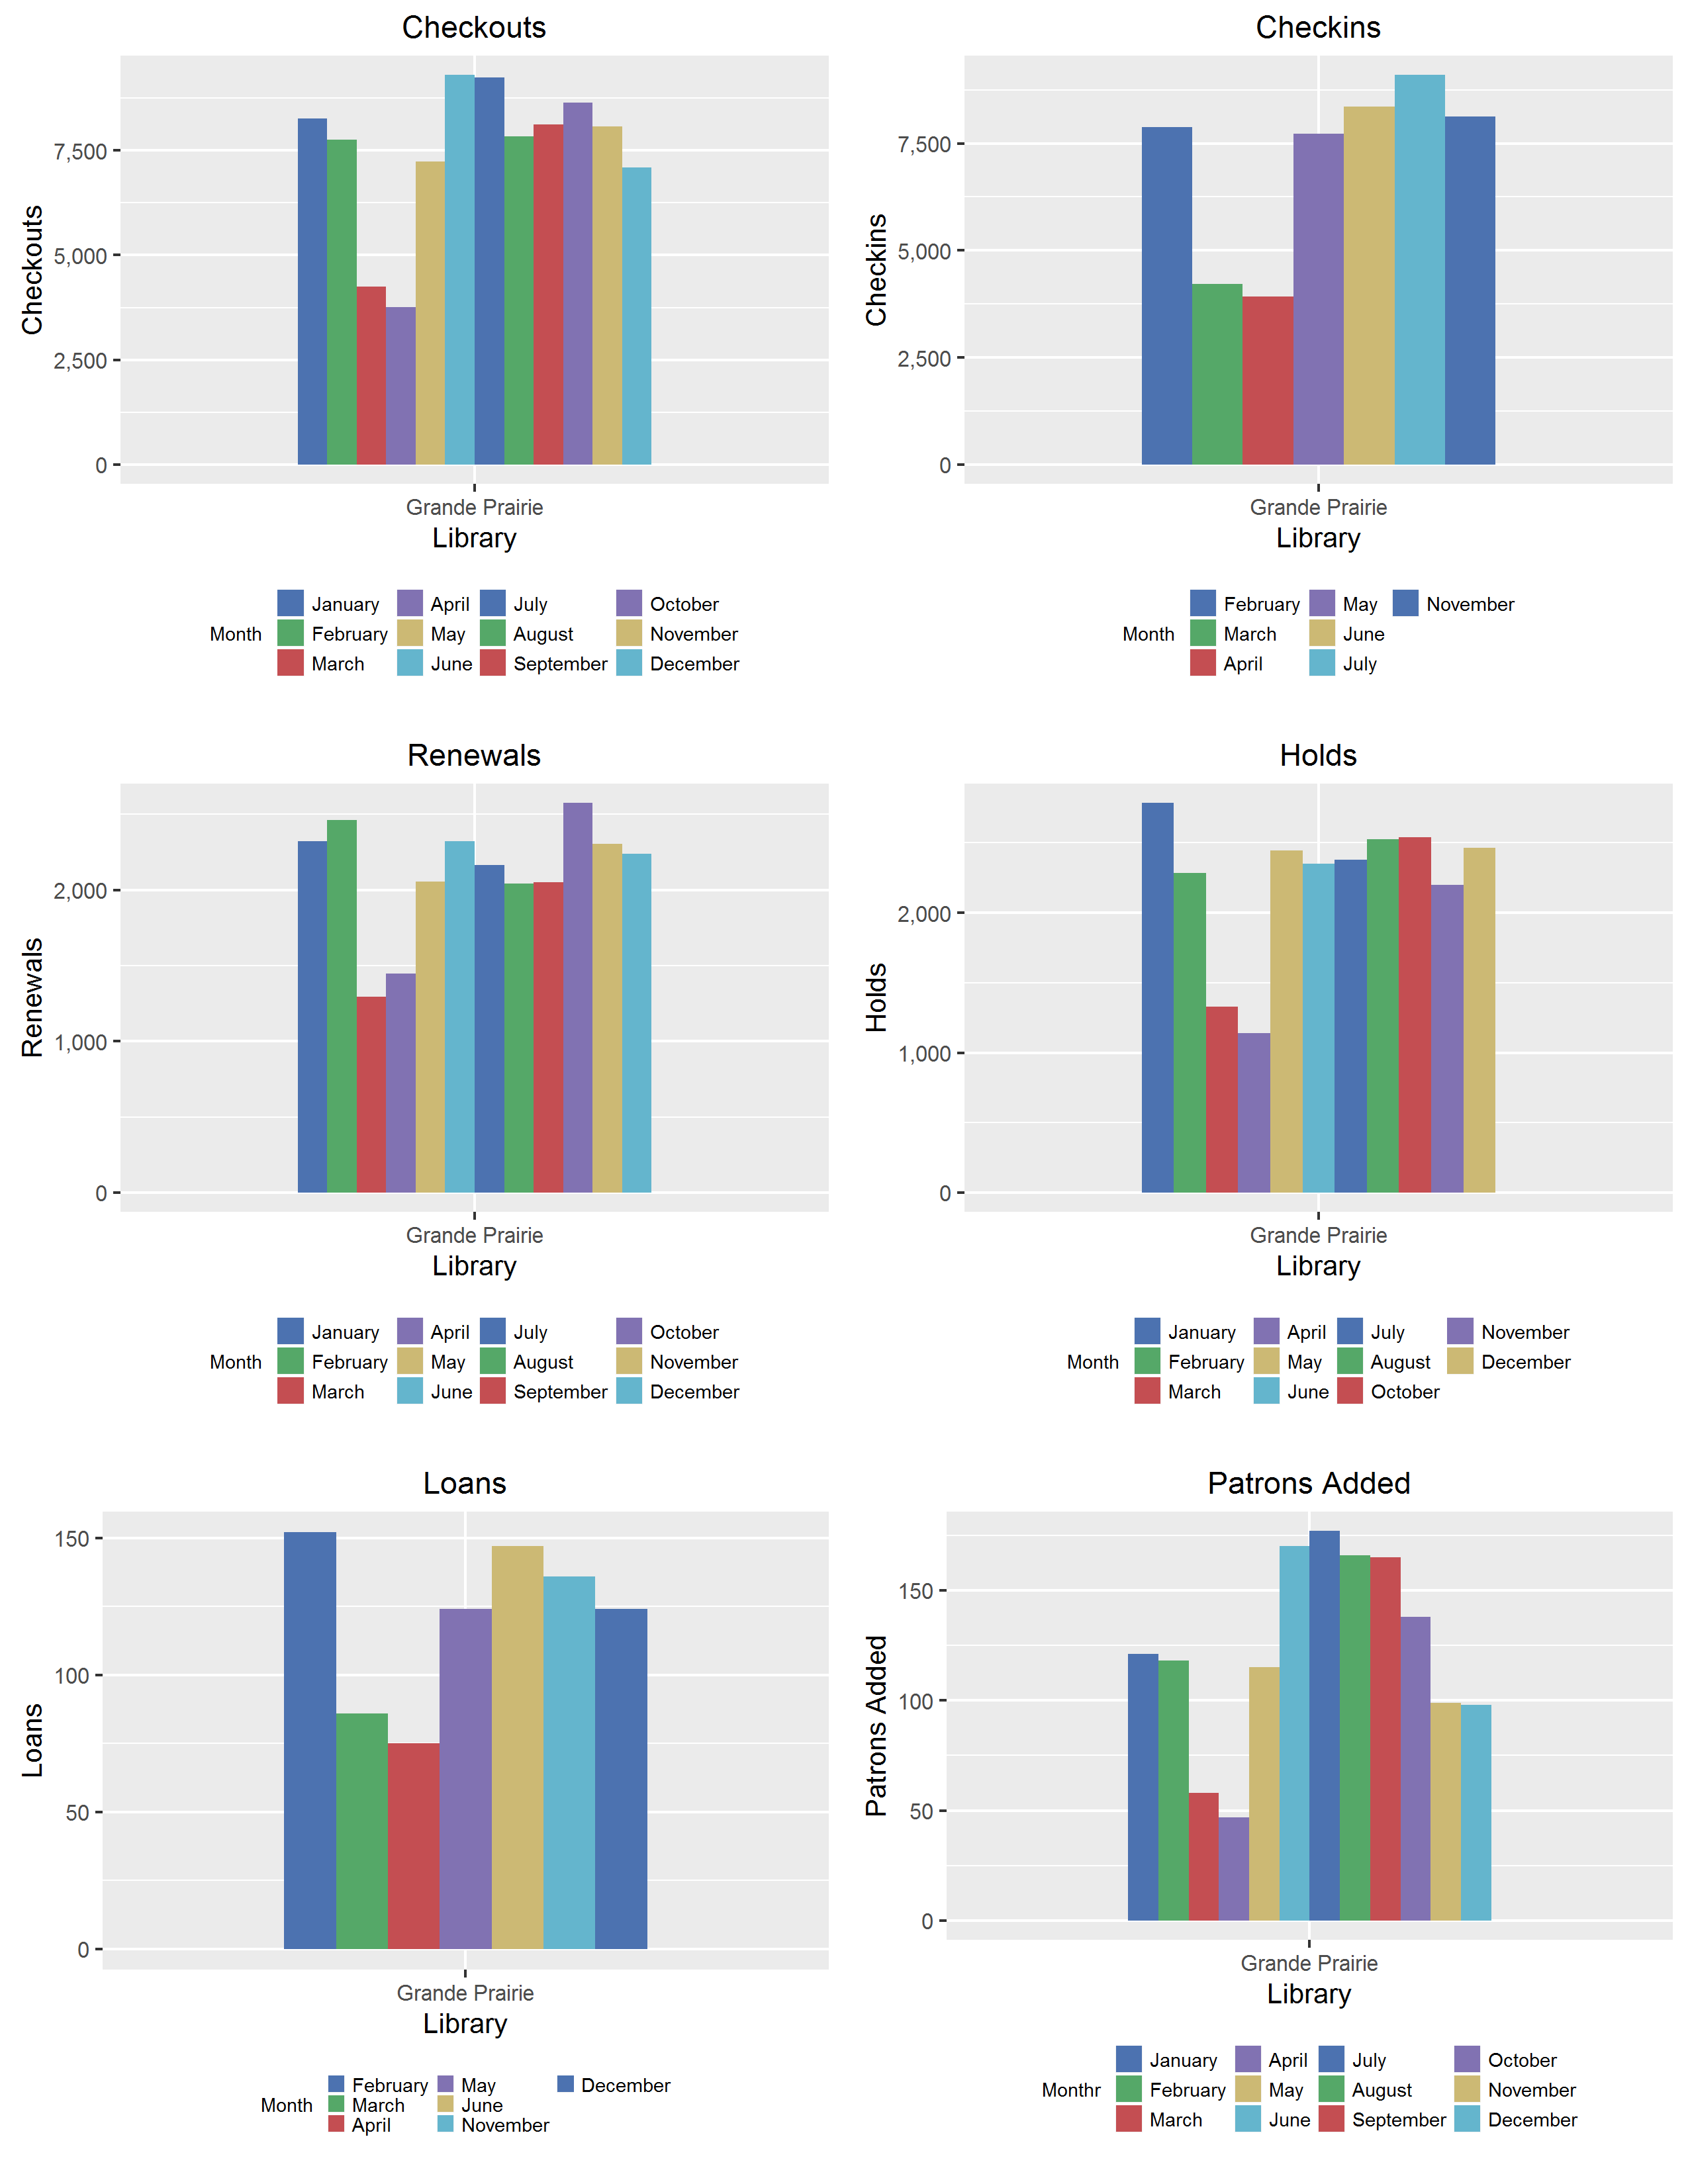 Checkouts
7,500
5,000
2,500
0
Checkouts
Grande Prairie
Library
Month
January April July October
February May August November
March June September December
Checkins
7,500
5,000
2,500
0
Checkins
Grande Prairie
Library
Month
February May November
March June
April July
Renewals
2,000
1,000
0
Renewals
Grande Prairie
Library
Month
January April July October
February May August November
March June September December
Holds
2,000
1,000
0
Holds
Grande Prairie
Library
Month
January April July November
February May August December
March June October
Loans
150
100
50
0
Loans
Grande Prairie
Library
Month
February May December
March June
April November
Patrons Added
150
100
50
0
Patrons Added
Grande Prairie
Library
Monthr
January April July October
February May August November
March June September December